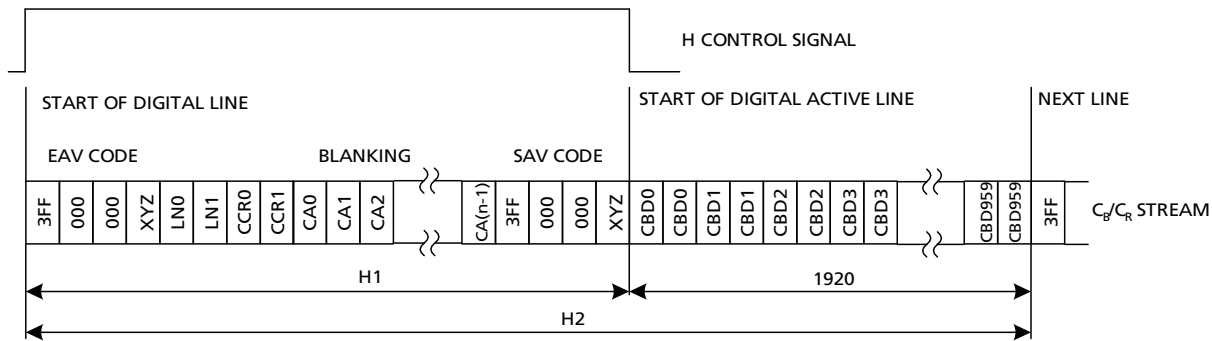 H CONTROL SIGNAL
START OF DIGITAL LINE
START OF DIGITAL ACTIVE LINE
NEXT LINE
EAV CODE
BLANKING
SAV CODE
3FF 000 000 XYZ LN0 LN1 CCR0 CCR1 CA0 CA1 CA2 CA(n-1) 3FF 000 000 XYZ CBD0 CBD0 CBD1 CBD1 CBD2 CBD2 CBD3 CBD3 CBD959 CBD959 3FF
CB/CR STREAM
H1
1920
H2